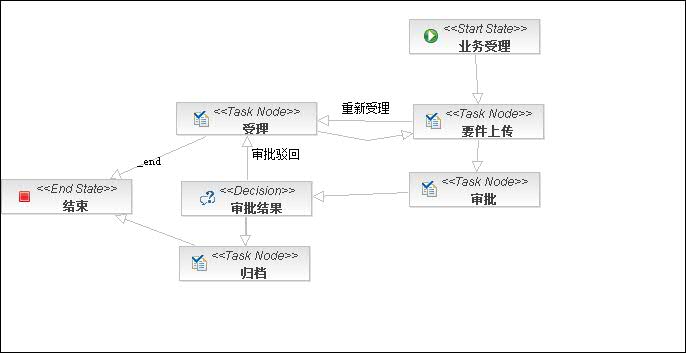 <<Start State>>
业务受理
<<Task Node>>
受理
重新受理
<<Task Node>>
要件上传
_end
审批驳回
<<End State>>
结束
<<Decision>>
审批结果
<<Task Node>>
审批
<<Task Node>>
归档